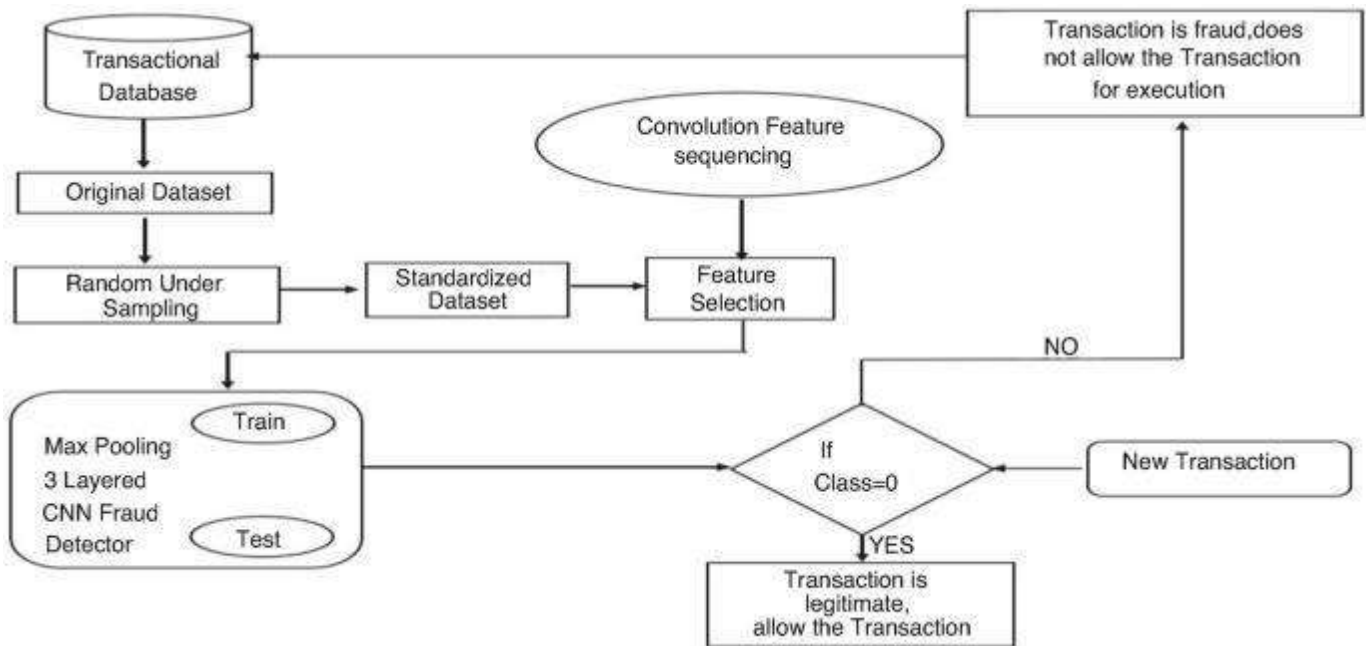 Transactional
Database
Transaction is fraud,does
not allow the Transaction
for execution
Convolution Feature
sequencing
Original Dataset
Random Under
Sampling
Standardized
Dataset
Feature
Selection
NO
Train
Max Pooling
3 Layered
CNN Fraud
Detector
Test
If
Class=0
New Transaction
YES
Transaction is
legitimate,
allow the Transaction